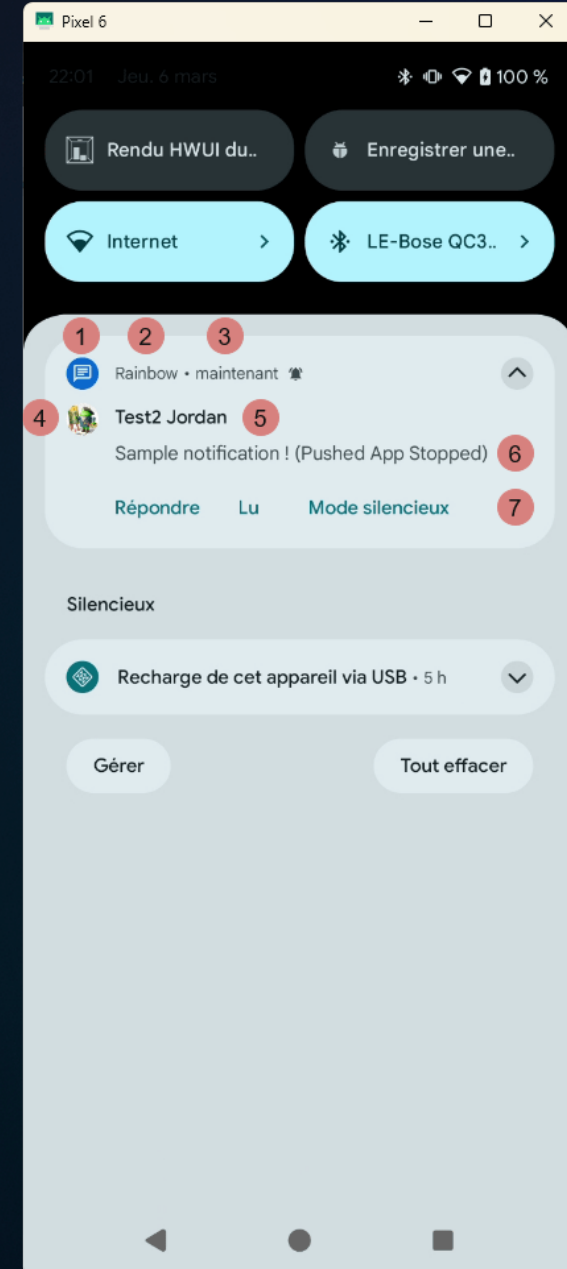 Pixel 6
22:01 Jeu. 6 mars 100 %
Rendu HWUI du.. Enregistrer une..
Internet LE-Bose QC3..
1 2 3
Rainbow • maintenant
4 Test2 Jordan 5
Sample notification ! (Pushed App Stopped) 6
Répondre Lu Mode silencieux 7
Silencieux
Recharge de cet appareil via USB • 5 h
Gérer Tout effacer